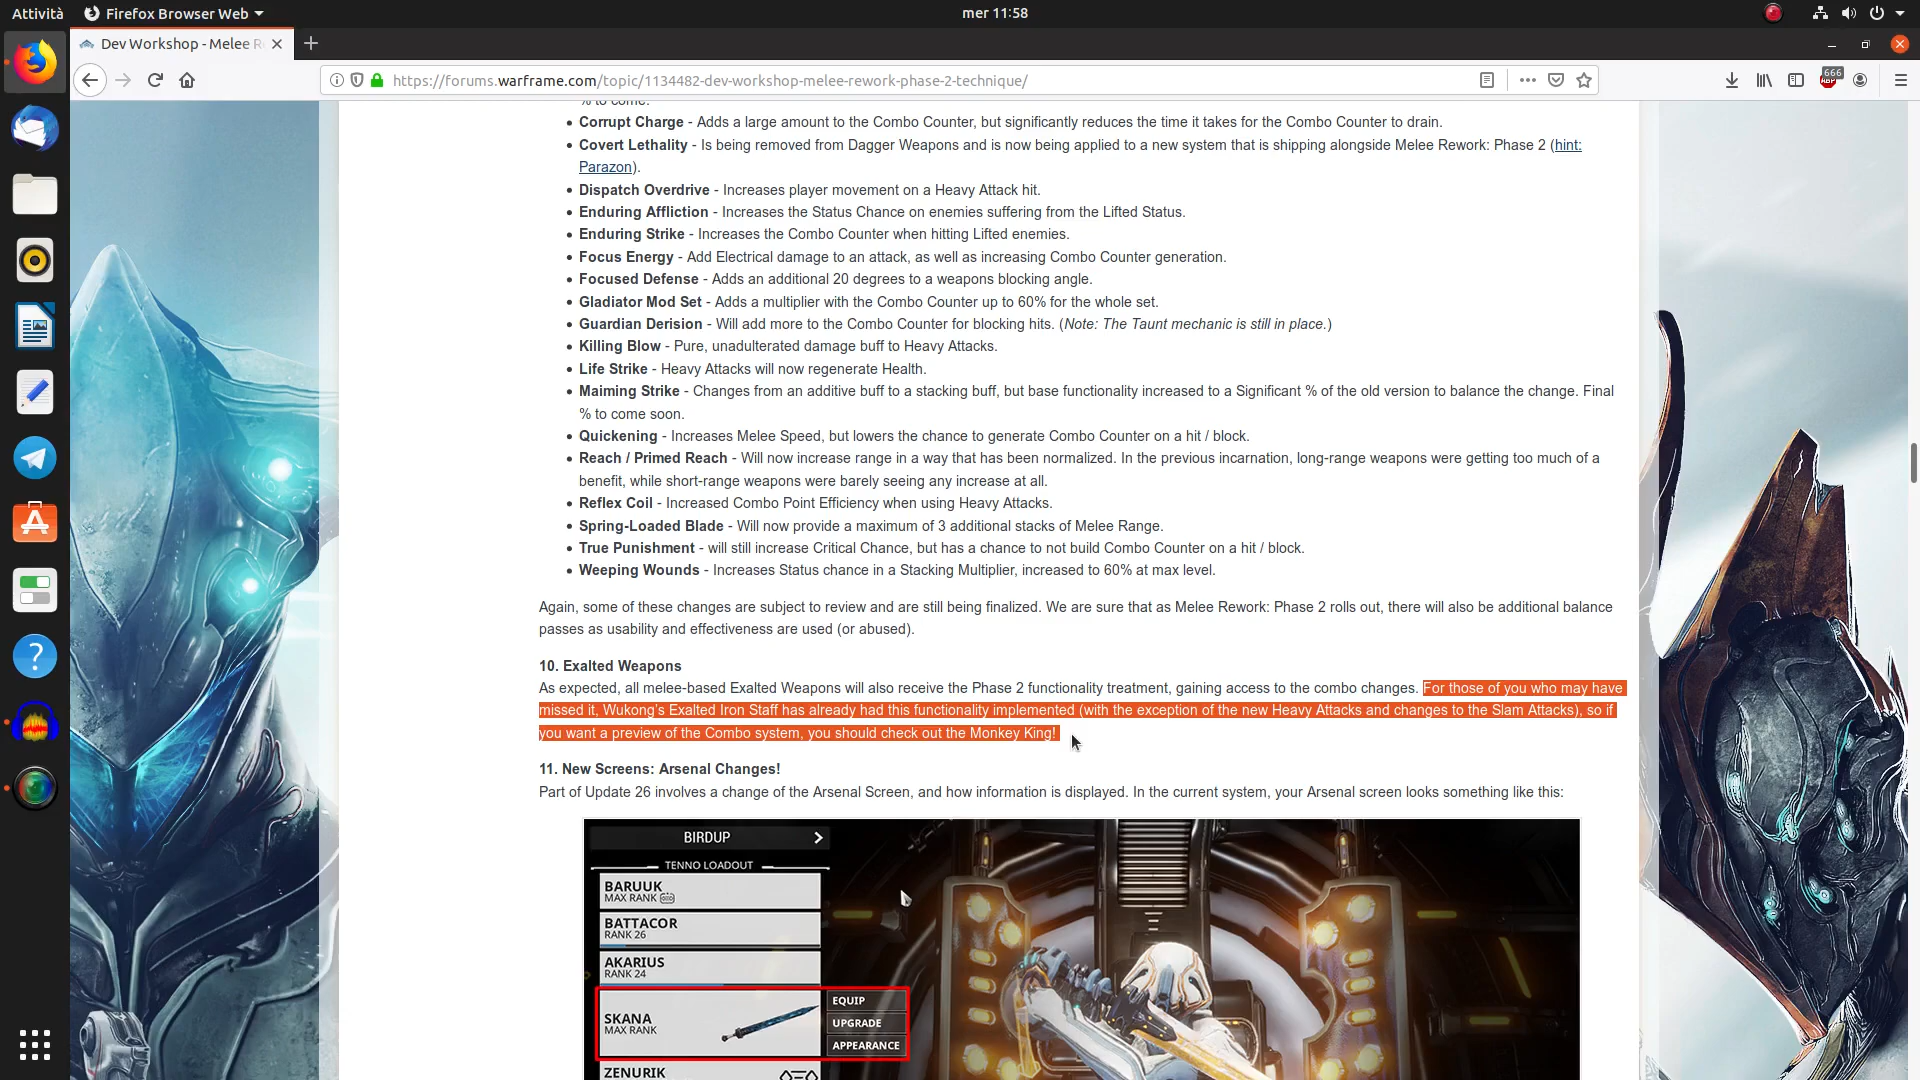 Attività
Firefox Browser Web
mer 11:58
Dev Workshop - Melee R
https://forums.warframe.com/topic/1134482-dev-workshop-melee-rework-phase-2-technique/
666
ABP
% to come.
• Corrupt Charge - Adds a large amount to the Combo Counter, but significantly reduces the time it takes for the Combo Counter to drain.
• Covert Lethality - Is being removed from Dagger Weapons and is now being applied to a new system that is shipping alongside Melee Rework: Phase 2 (hint:
Parazon).
• Dispatch Overdrive - Increases player movement on a Heavy Attack hit.
• Enduring Affliction - Increases the Status Chance on enemies suffering from the Lifted Status.
• Enduring Strike - Increases the Combo Counter when hitting Lifted enemies.
• Focus Energy - Add Electrical damage to an attack, as well as increasing Combo Counter generation.
• Focused Defense - Adds an additional 20 degrees to a weapons blocking angle.
• Gladiator Mod Set - Adds a multiplier with the Combo Counter up to 60% for the whole set.
• Guardian Derision - Will add more to the Combo Counter for blocking hits. (Note: The Taunt mechanic is still in place.)
• Killing Blow - Pure, unadulterated damage buff to Heavy Attacks.
• Life Strike - Heavy Attacks will now regenerate Health.
• Maiming Strike - Changes from an additive buff to a stacking buff, but base functionality increased to a Significant % of the old version to balance the change. Final
% to come soon.
• Quickening - Increases Melee Speed, but lowers the chance to generate Combo Counter on a hit / block.
• Reach / Primed Reach - Will now increase range in a way that has been normalized. In the previous incarnation, long-range weapons were getting too much of a
benefit, while short-range weapons were barely seeing any increase at all.
• Reflex Coil - Increased Combo Point Efficiency when using Heavy Attacks.
• Spring-Loaded Blade - Will now provide a maximum of 3 additional stacks of Melee Range.
• True Punishment - will still increase Critical Chance, but has a chance to not build Combo Counter on a hit / block.
• Weeping Wounds - Increases Status chance in a Stacking Multiplier, increased to 60% at max level.
Again, some of these changes are subject to review and are still being finalized. We are sure that as Melee Rework: Phase 2 rolls out, there will also be additional balance
passes as usability and effectiveness are used (or abused).
10. Exalted Weapons
As expected, all melee-based Exalted Weapons will also receive the Phase 2 functionality treatment, gaining access to the combo changes. For those of you who may have
missed it, Wukong's Exalted Iron Staff has already had this functionality implemented (with the exception of the new Heavy Attacks and changes to the Slam Attacks), so if
you want a preview of the Combo system, you should check out the Monkey King!
11. New Screens: Arsenal Changes!
Part of Update 26 involves a change of the Arsenal Screen, and how information is displayed. In the current system, your Arsenal screen looks something like this:
BIRDUP
TENNO LOADOUT
BARUUK
MAX RANK
BATTACOR
RANK 26
AKARIUS
RANK 24
SKANA
MAX RANK
EQUIP
UPGRADE
APPEARANCE
ZENURIK